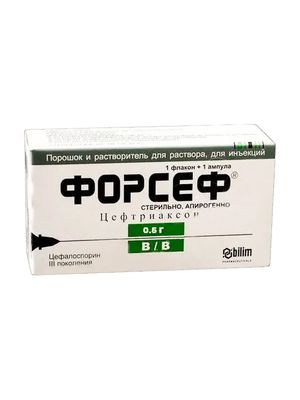 1 флакон + 1 ампула
Порошок и растворитель для раствора, для инъекций
ФОРСЕФ®
СТЕРИЛЬНО, АПИРОГЕННО
Цефтриаксон
0.5 г
В/В
Цефалоспорин
III поколения
bilim
PHARMACEUTICALS